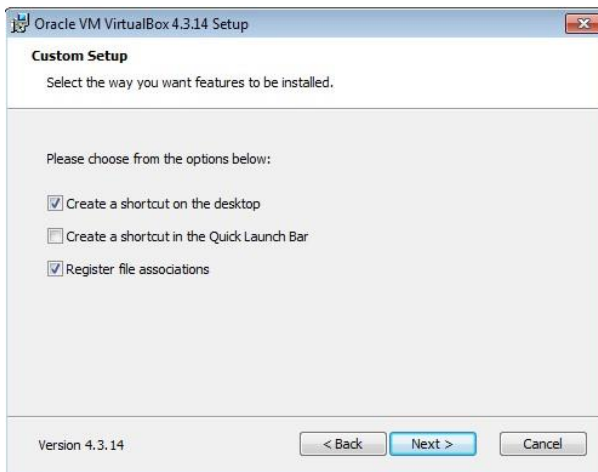 Oracle VM VirtualBox 4.3.14 Setup
Custom Setup
Select the way you want features to be installed.
Please choose from the options below:
Create a shortcut on the desktop
Create a shortcut in the Quick Launch Bar
Register file associations
Version 4.3.14
< Back
Next >
Cancel